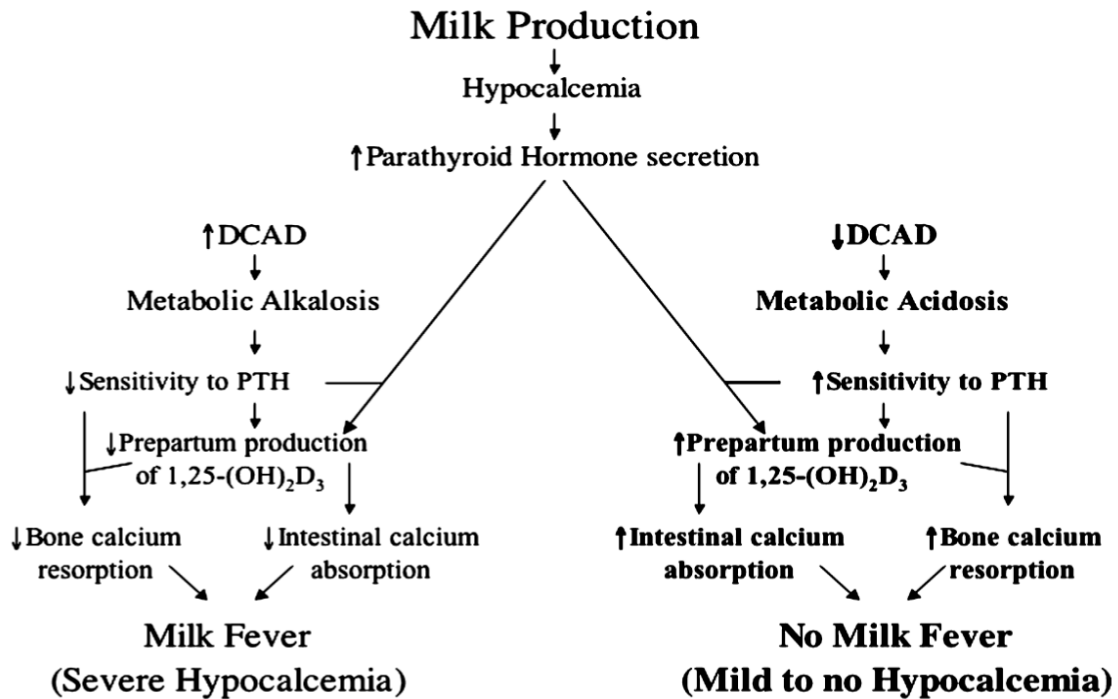 Milk Production
Hypocalcemia
↑Parathyroid Hormone secretion
↑DCAD
Metabolic Alkalosis
↓Sensitivity to PTH
↓Prepartum production
of 1,25-(OH)₂D₃
↓Bone calcium
resorption
↓Intestinal calcium
absorption
Milk Fever
(Severe Hypocalcemia)
↓DCAD
Metabolic Acidosis
↑Sensitivity to PTH
↑Prepartum production
of 1,25-(OH)₂D₃
↑Intestinal calcium
absorption
↑Bone calcium
resorption
No Milk Fever
(Mild to no Hypocalcemia)